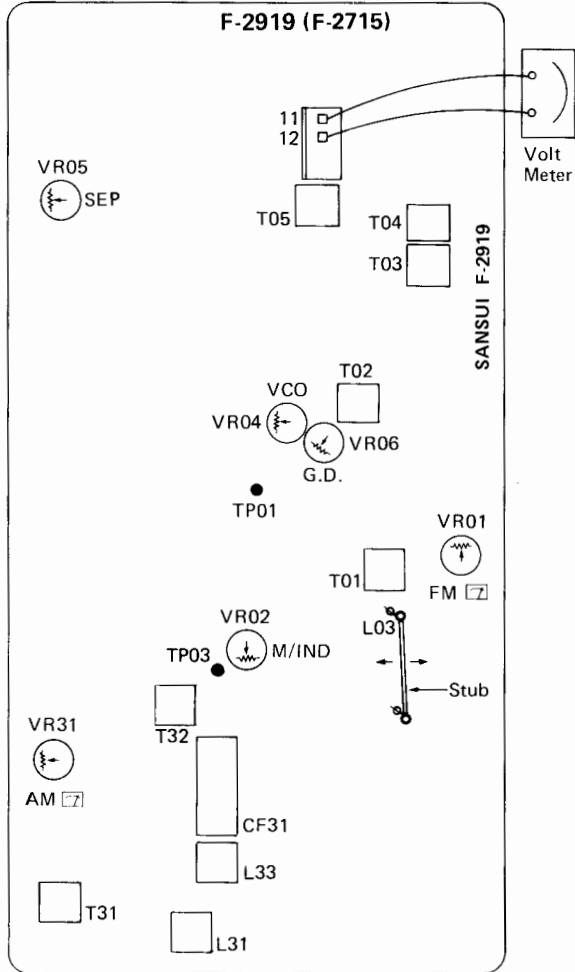 F-2919 (F-2715)
11
12
Volt
Meter
VR05
SEP
T05
T04
T03
SANSUI F-2919
T02
VCO
VR04
VR06
G.D.
TP01
VR01
T01
FM
L03
VR02
TP03
M/IND
Stub
T32
VR31
AM
CF31
L33
T31
L31